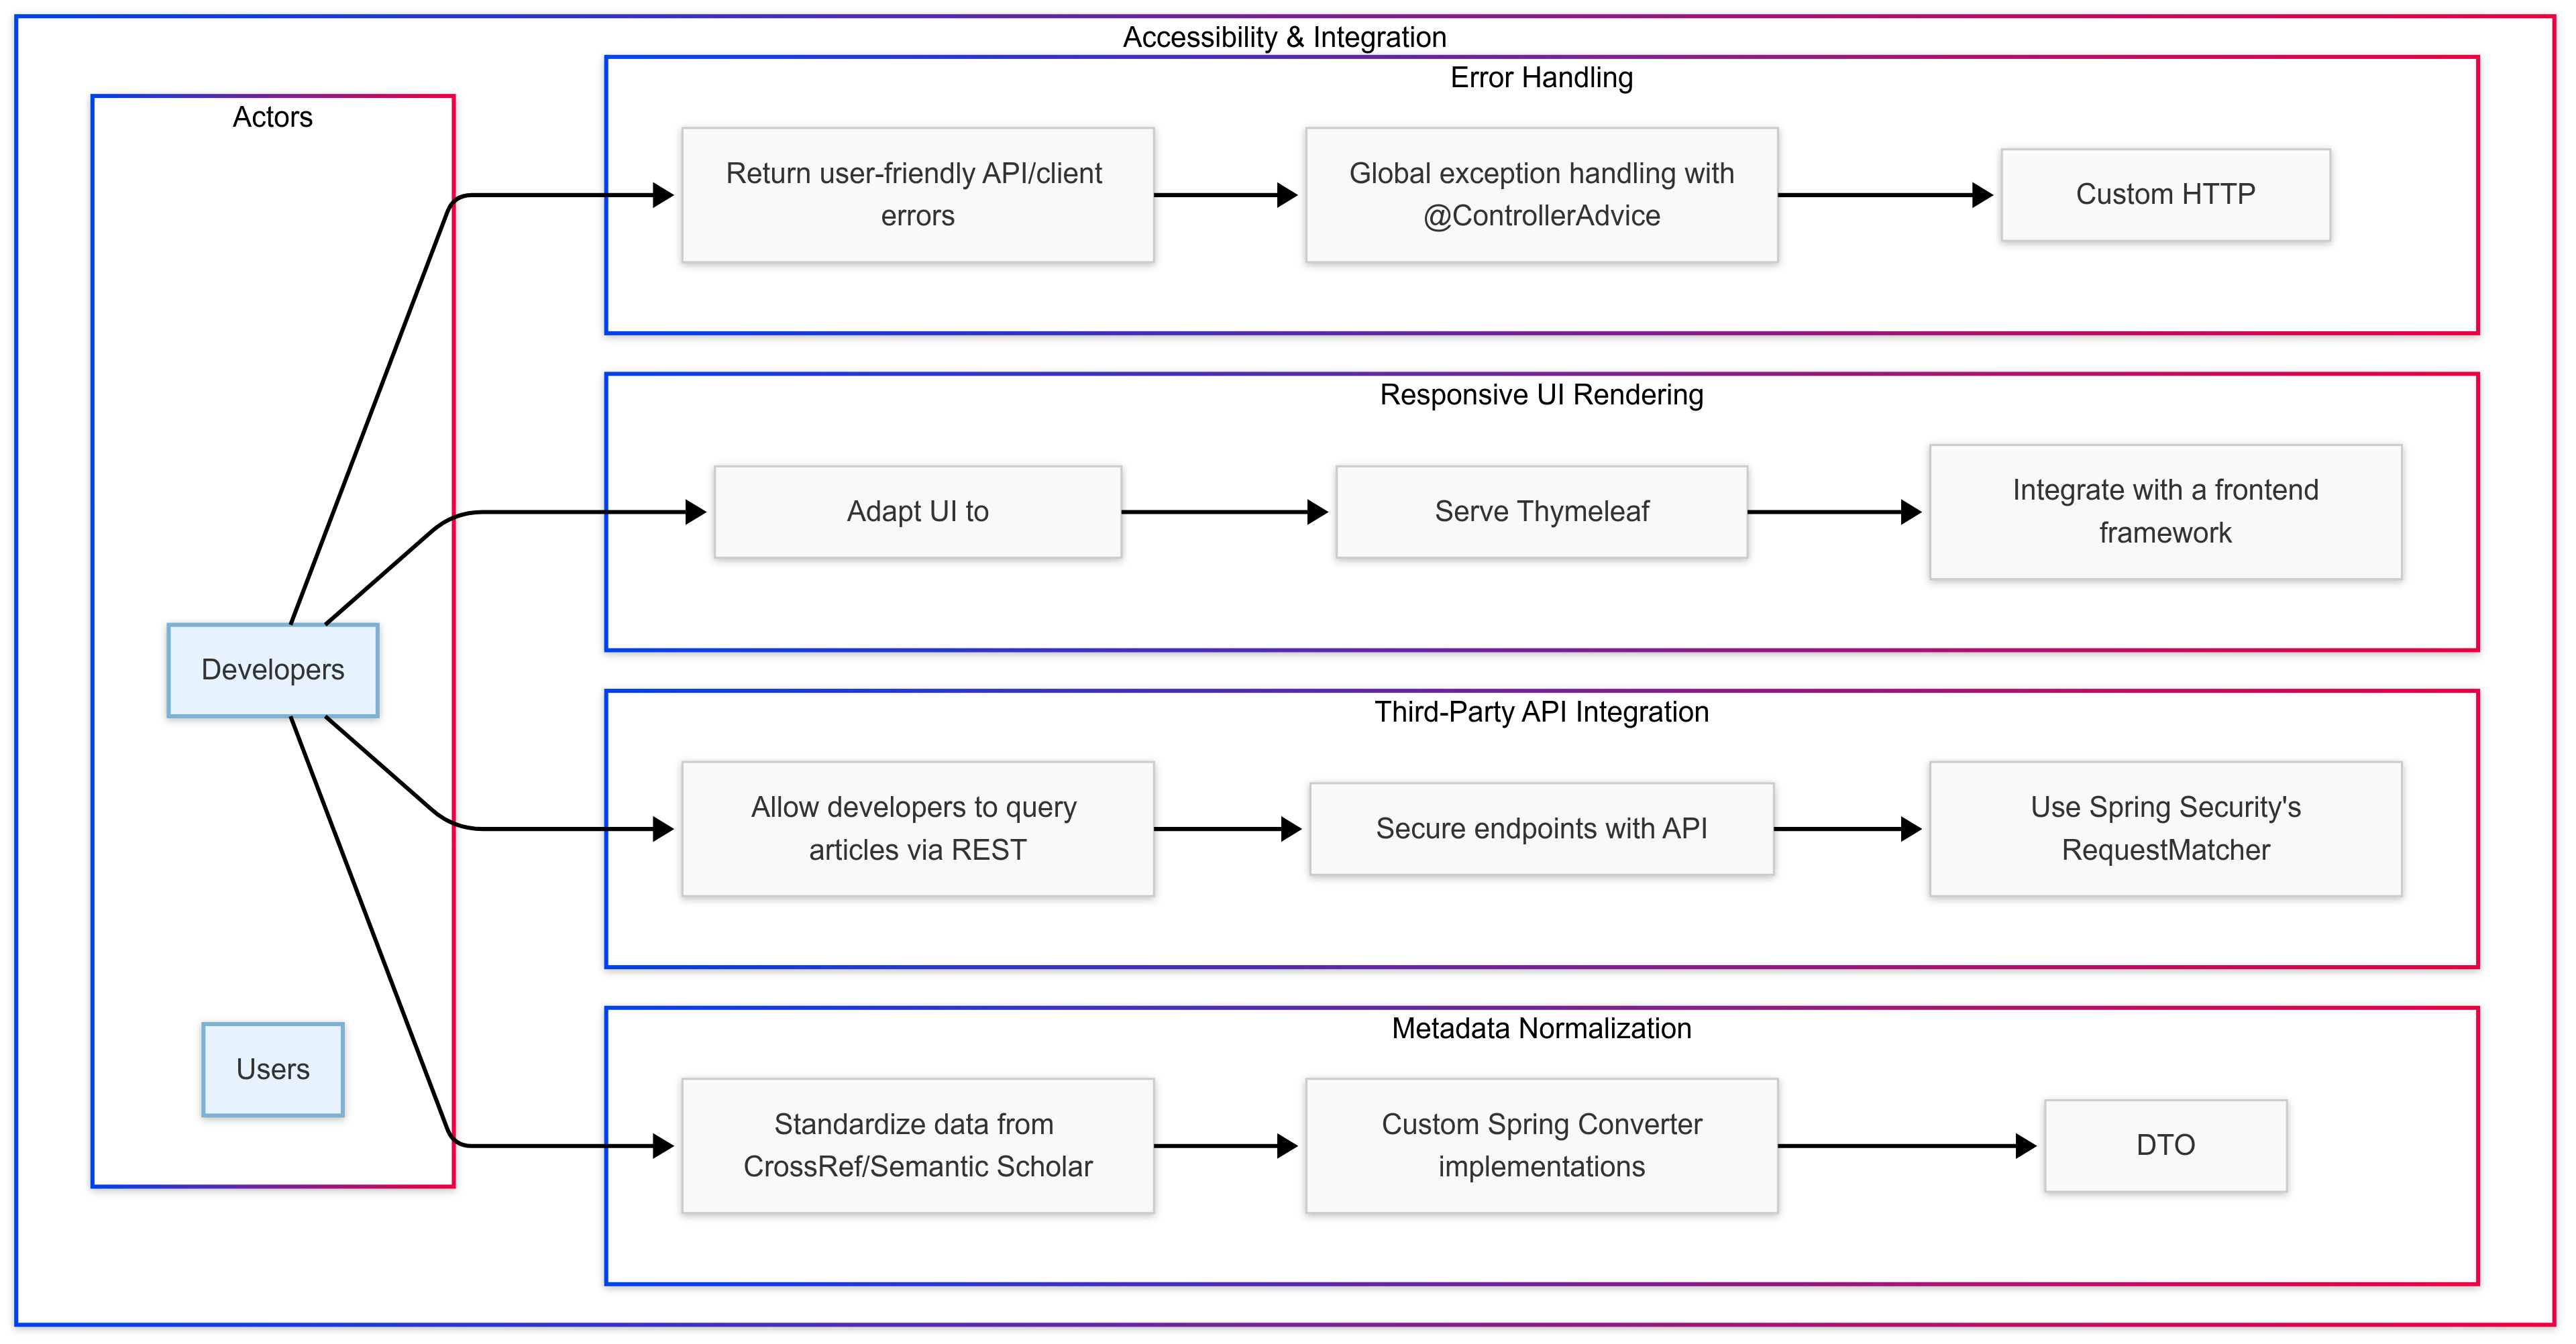 Accessibility & Integration
Actors
Developers
Users
Error Handling
Return user-friendly API/client
errors
Global exception handling with
@ControllerAdvice
Custom HTTP
Responsive UI Rendering
Adapt UI to
Serve Thymeleaf
Integrate with a frontend
framework
Third-Party API Integration
Allow developers to query
articles via REST
Secure endpoints with API
Use Spring Security's
RequestMatcher
Metadata Normalization
Standardize data from
CrossRef/Semantic Scholar
Custom Spring Converter
implementations
DTO